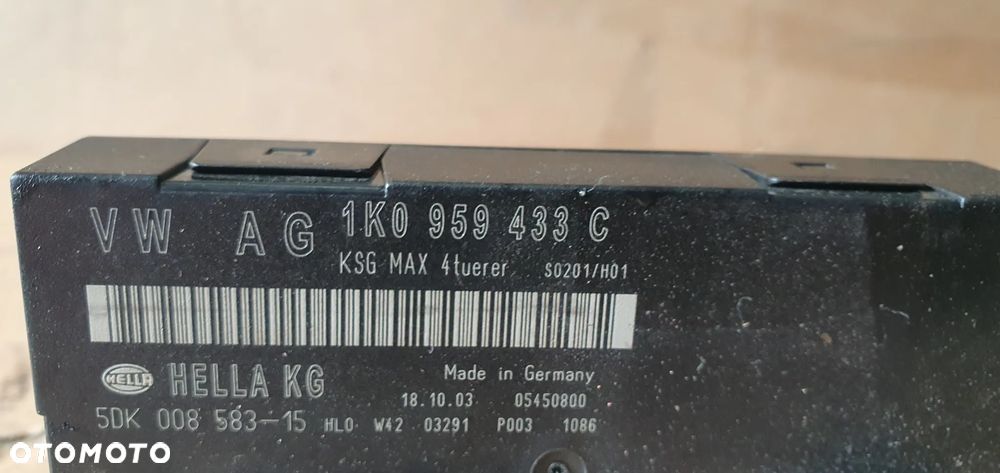 VW AG 1K0 959 433 C
KSG MAX 4tuerer S0201/H01
HELLA HELLA KG Made in Germany
18.10.03 05450800
5DK 008 583-15 HLO W42 03291 P003 1086
OTOMOTO